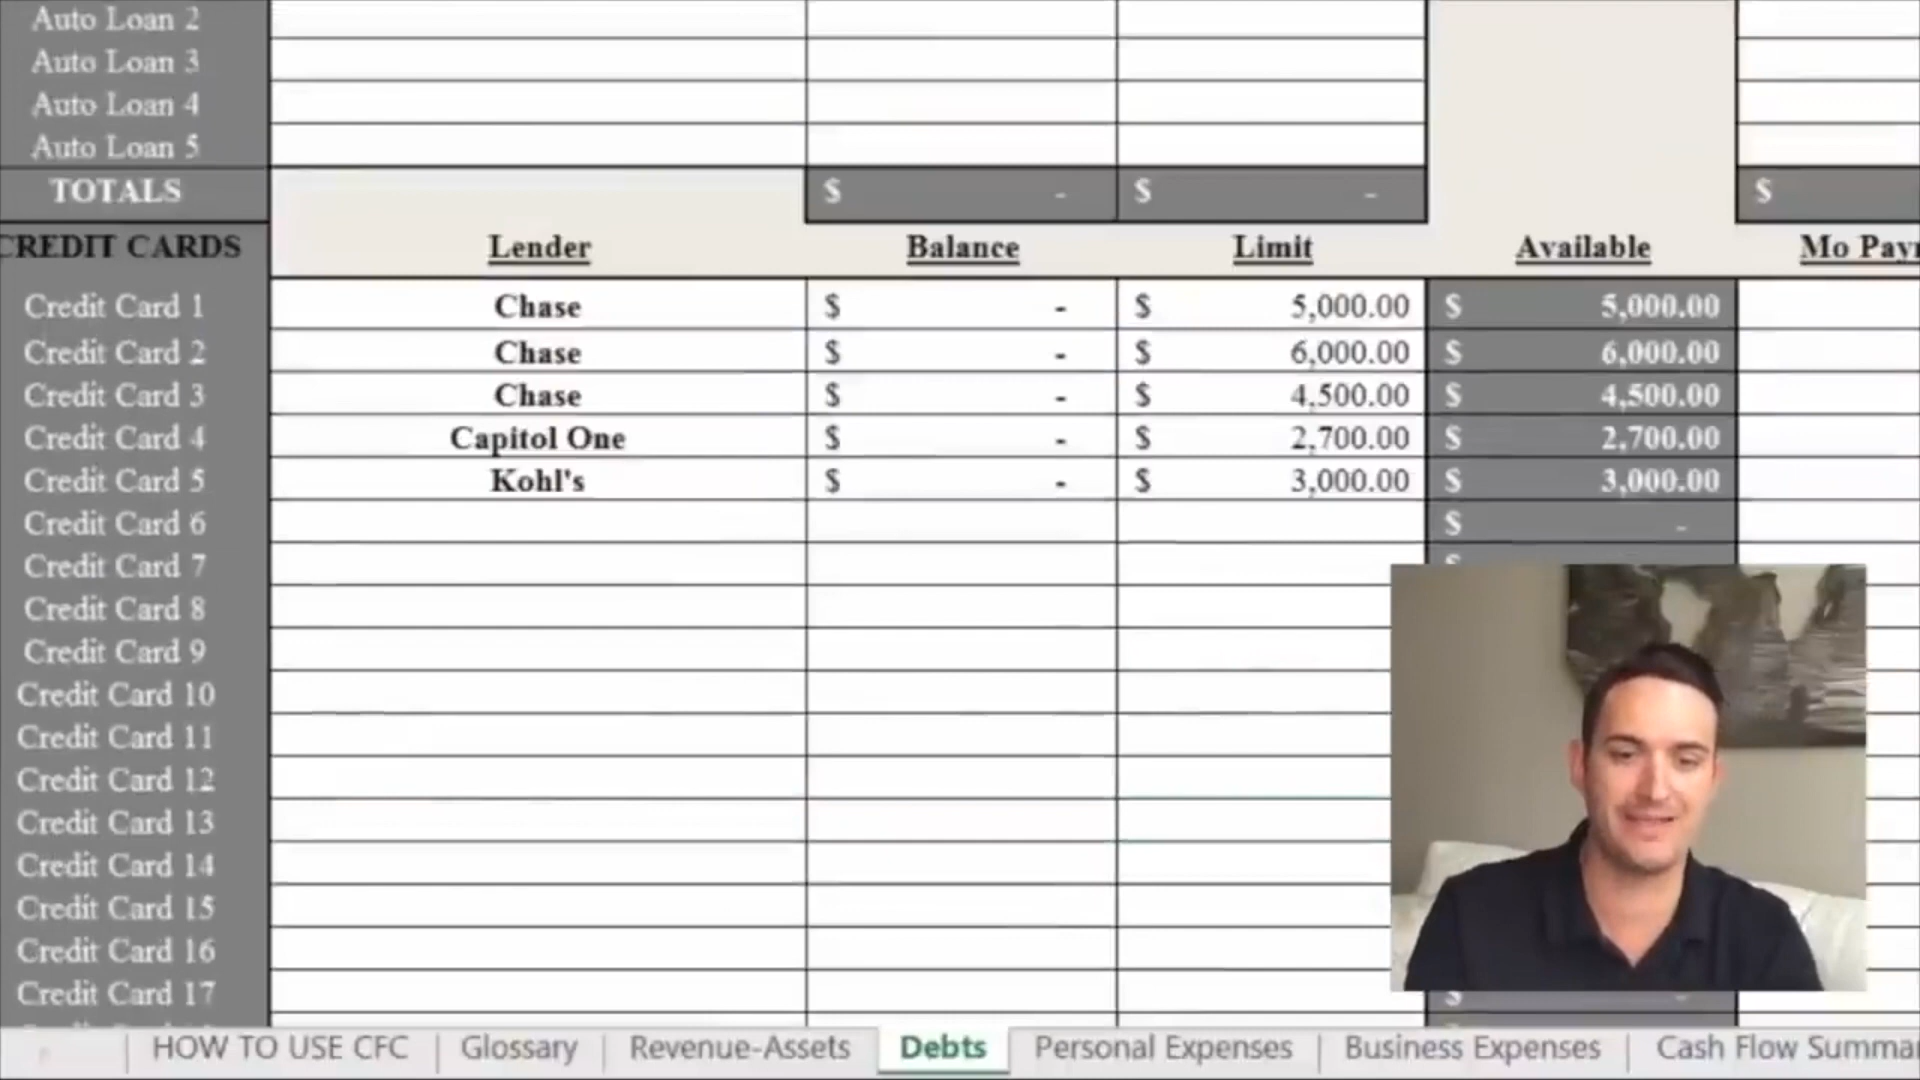 Auto Loan 2
Auto Loan 3
Auto Loan 4
Auto Loan 5
TOTALS $ - $ - $
CREDIT CARDS Lender Balance Limit Available Mo
Credit Card 1 Chase $ - $ 5,000.00 $ 5,000.00
Credit Card 2 Chase $ - $ 6,000.00 $ 6,000.00
Credit Card 3 Chase $ - $ 4,500.00 $ 4,500.00
Credit Card 4 Capitol One $ - $ 2,700.00 $ 2,700.00
Credit Card 5 Kohl's $ - $ 3,000.00 $ 3,000.00
Credit Card 6 $ -
Credit Card 7
Credit Card 8
Credit Card 9
Credit Card 10
Credit Card 11
Credit Card 12
Credit Card 13
Credit Card 14
Credit Card 15
Credit Card 16
Credit Card 17
HOW TO USE CFC Glossary Revenue-Assets Debts Personal Expenses Business Expenses Cash Flow